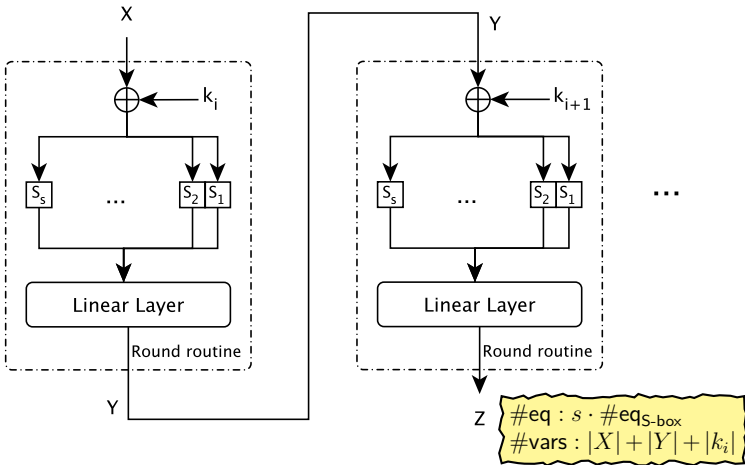 X
Y
k_i
k_{i+1}
S_s ... S_2 S_1
S_s ... S_2 S_1
...
Linear Layer
Linear Layer
Round routine
Round routine
Y
Z
#eq : s · #eq_{S-box}
#vars : |X| + |Y| + |k_i|